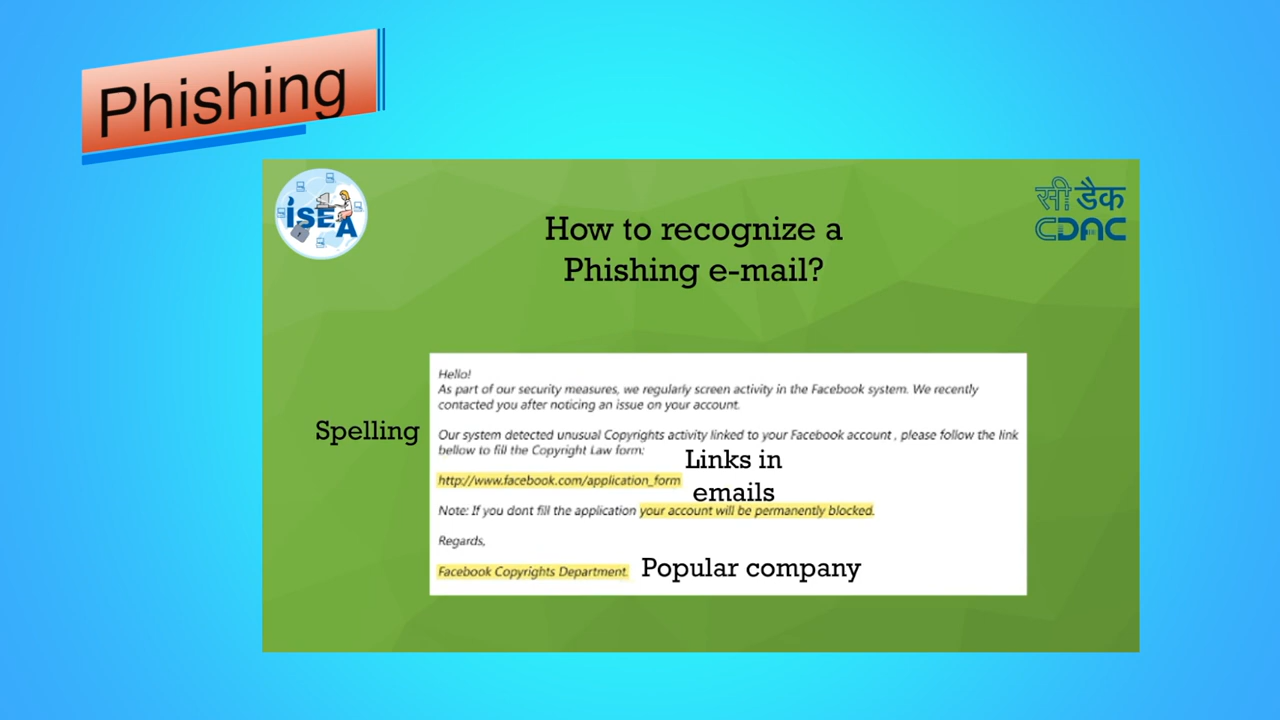 Phishing
iSEA
सी डैक
CDAC
How to recognize a
Phishing e-mail?
Hello!
As part of our security measures, we regularly screen activity in the Facebook system. We recently
contacted you after noticing an issue on your account.
Spelling
Our system detected unusual Copyrights activity linked to your Facebook account , please follow the link
bellow to fill the Copyright Law form:
Links in
emails
http://www.facebook.com/application_form
Note: If you dont fill the application your account will be permanently blocked.
Regards,
Facebook Copyrights Department.
Popular company